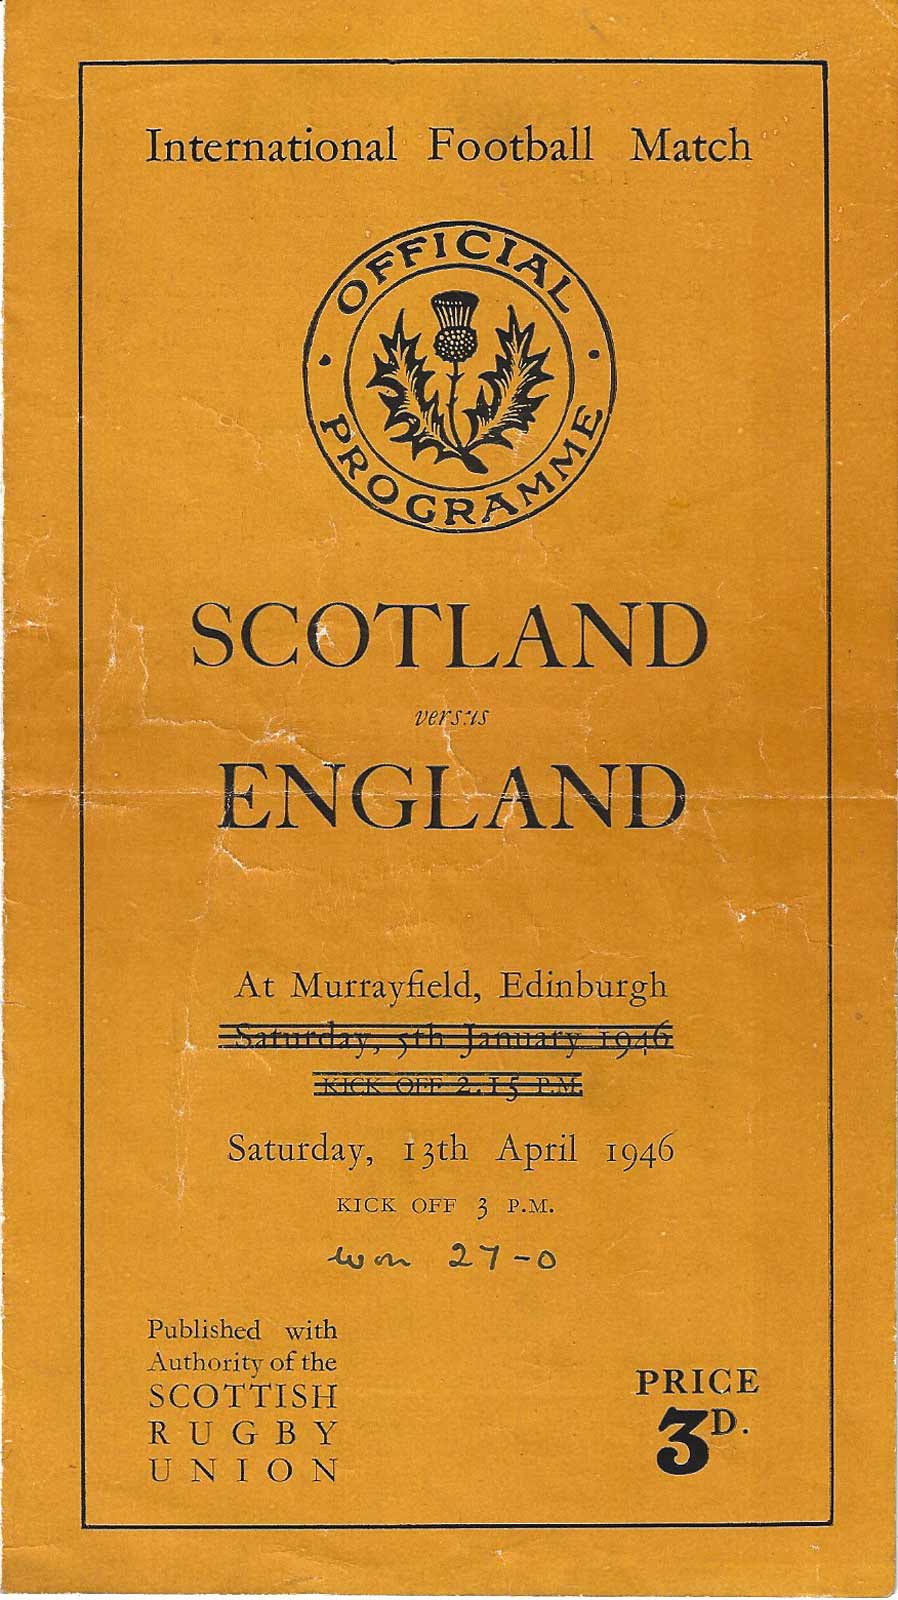 International Football Match
OFFICIAL
PROGRAMME
SCOTLAND
versus
ENGLAND
At Murrayfield, Edinburgh
Saturday, 5th January 1946
KICK OFF 2.15 P.M.
Saturday, 13th April 1946
KICK OFF 3 P.M.
won 27-0
Published with
Authority of the
SCOTTISH
RUGBY
UNION
PRICE
3D.